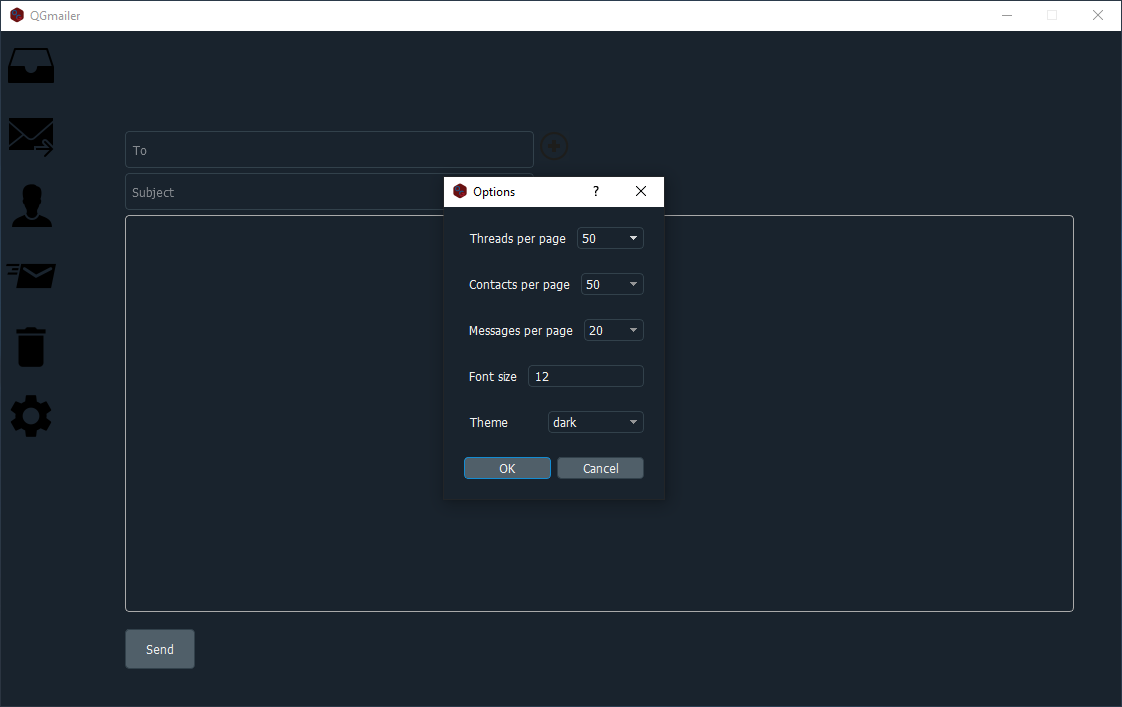 QGmailer
To
Subject
Options ?
Threads per page 50
Contacts per page 50
Messages per page 20
Font size 12
Theme dark
OK Cancel
Send